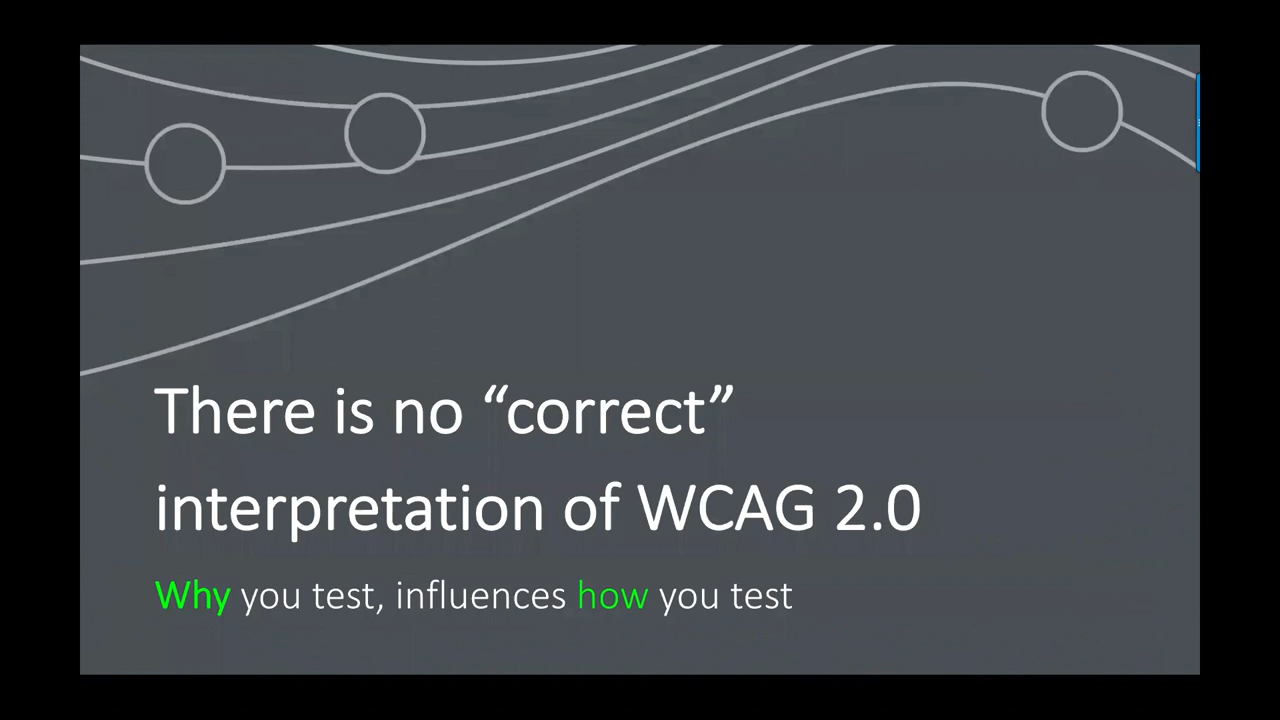 There is no “correct”
interpretation of WCAG 2.0
Why you test, influences how you test